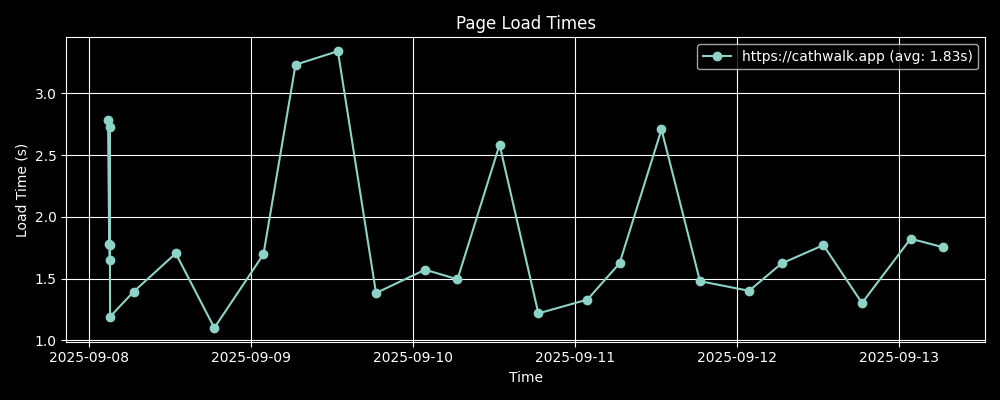 Page Load Times
https://cathwalk.app (avg: 1.83s)
Load Time (s)
3.0
2.5
2.0
1.5
1.0
2025-09-08
2025-09-09
2025-09-10
2025-09-11
2025-09-12
2025-09-13
Time